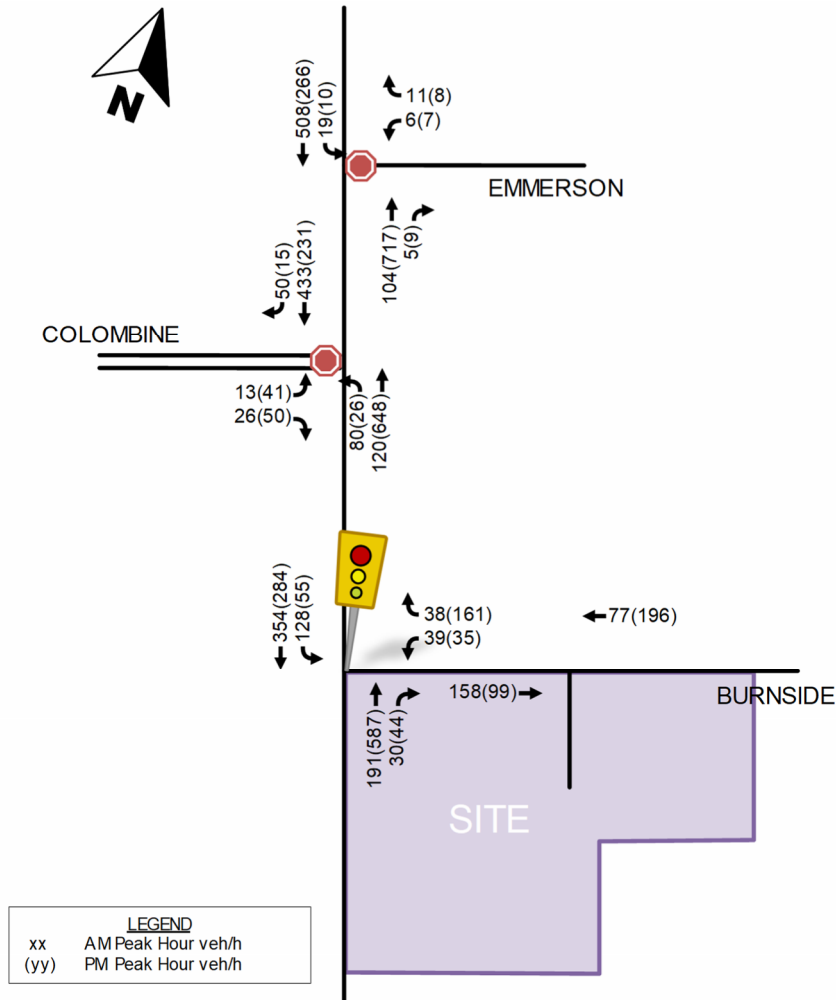 508(266)
19(10)
11(8)
6(7)
N
EMMERSON
104(717)
5(9)
50(15)
433(231)
COLOMBINE
13(41)
26(50)
80(26)
120(648)
354(284)
128(55)
38(161)
39(35)
77(196)
158(99)
BURNSIDE
191(587)
30(44)
SITE
LEGEND
xx AM Peak Hour veh/h
(yy) PM Peak Hour veh/h